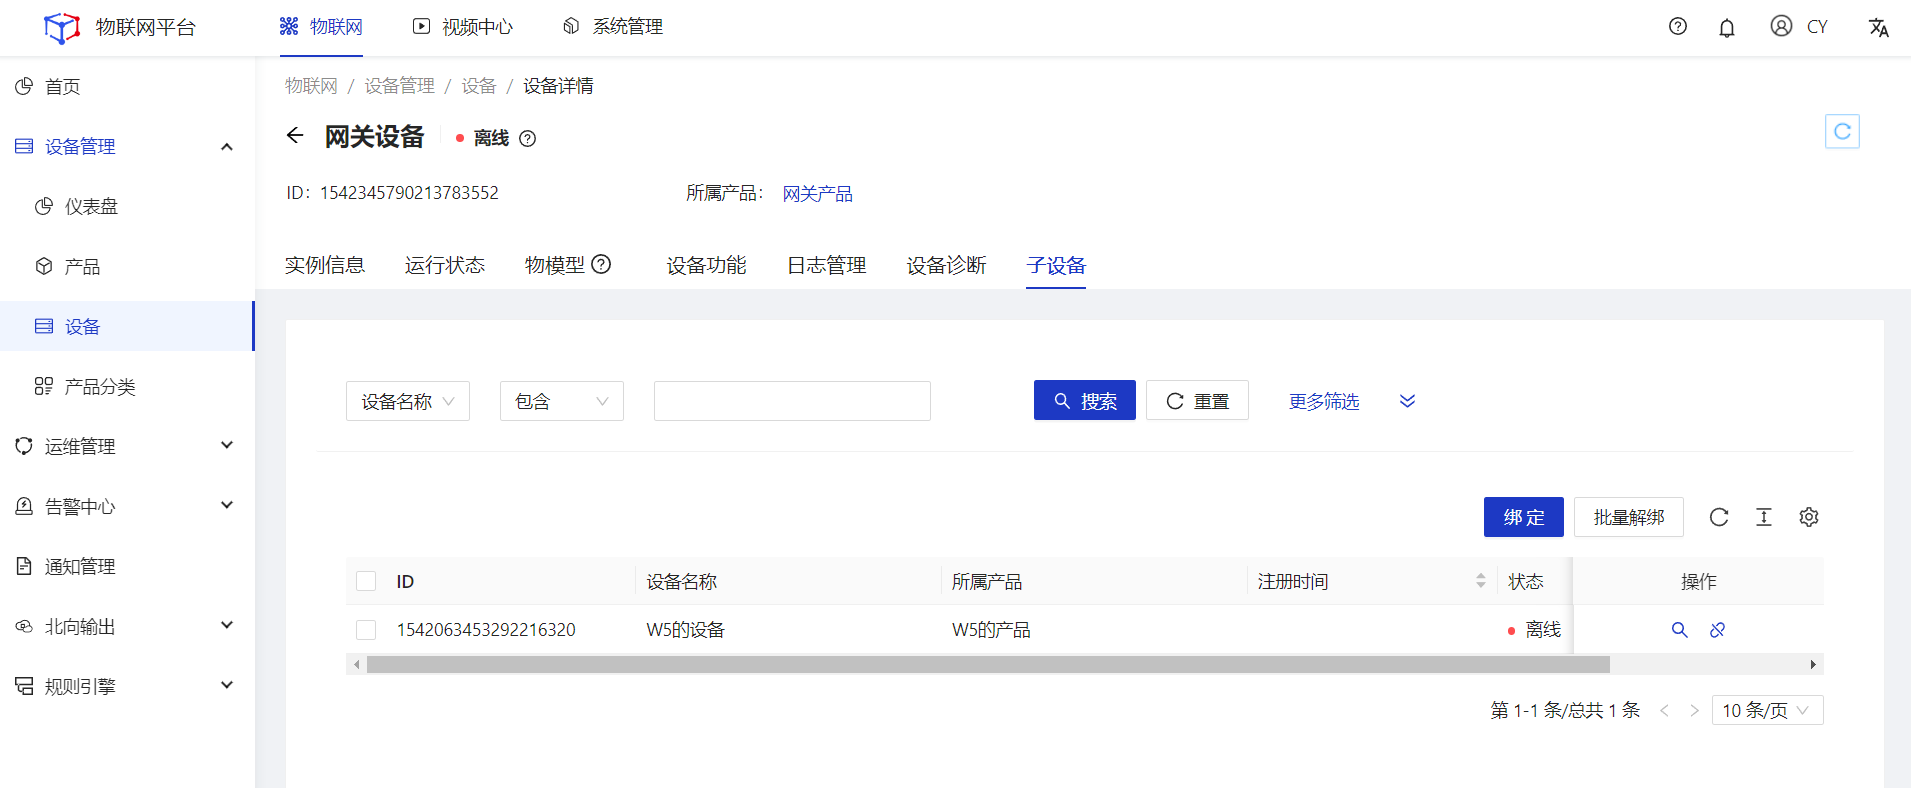 物联网平台
物联网
视频中心
系统管理
CY
首页
设备管理
仪表盘
产品
设备
产品分类
运维管理
告警中心
通知管理
北向输出
规则引擎
物联网 / 设备管理 / 设备 / 设备详情
网关设备
离线
ID：1542345790213783552
所属产品： 网关产品
实例信息 运行状态 物模型 设备功能 日志管理 设备诊断 子设备
设备名称 包含 搜索 重置 更多筛选
绑 定 批量解绑
ID 设备名称 所属产品 注册时间 状态 操作
1542063453292216320 W5的设备 W5的产品 离线
第 1-1 条/总共 1 条 10 条/页